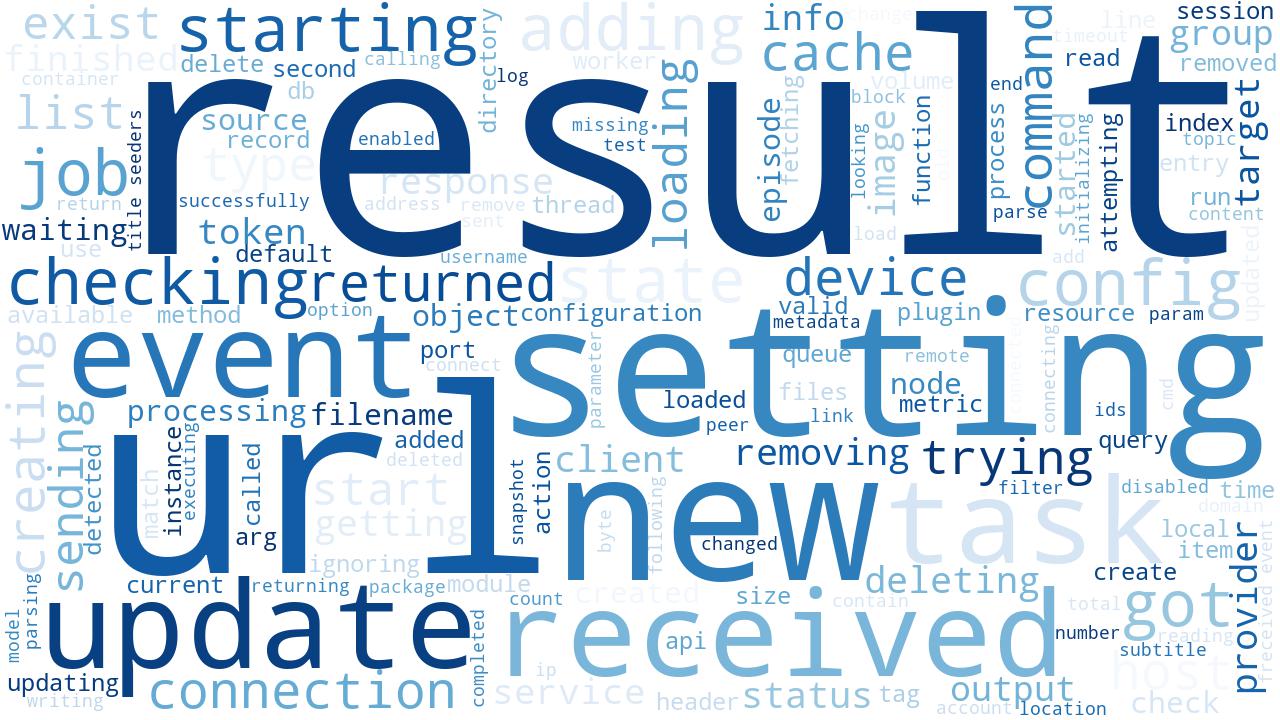 exist
starting
adding
info
change
line
session
group
finished
delete
second
calling
directory
log
worker
cache
timeout
removed
container
db
loading
volume
command
read
list
source
record
enabled
missing
test
episode
fetching
block
end
result
target
job
title
seeders
type
response
looking
image
function
process
started
initializing
attempting
index
topic
entry
return
successfully
address
remove
sent
thread
parse
run
content
waiting
use
token
default
username
load
add
checking
returned
state
device
config
updated
available
method
option
object
configuration
valid
metadata
plugin
resource
param
event
port
connect
parameter
setting
queue
remote
connected
connecting
cmd
creating
sending
processing
filename
loaded
peer
files
link
node
metric
ids
query
detected
match
instance
executing
called
added
deleted
arg
url
start
getting
snapshot
action
client
removing
trying
filter
disabled
time
domain
byte
following
new
changed
task
local
item
ignoring
current
returning
package
module
count
created
size
deleting
contain
create
provider
received event
model
parsing
update
completed
received
api
total
number
got
reading
subtitle
updating
writing
connection
ip
service
header
status
tag
output
account
location
host
check